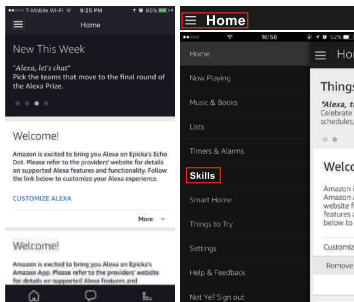 T-Mobile Wi-Fi 9:25 PM 80%
Home
New This Week
"Alexa, let's chat"
Pick the teams that move to the final round of
the Alexa Prize.
Welcome!
Amazon is excited to bring you Alexa on Epicka's Echo
Dot. Please refer to the providers' website for details
on supported Alexa features and functionality. Follow
the link below to customize your Alexa experience.
CUSTOMIZE ALEXA
More
Welcome!
Amazon is excited to bring you Alexa on Epicka's
Amazon App. Please refer to the providers' website
for details on supported Alexa features and
Home
16:56 52%
Home
Now Playing
Music & Books
Lists
Timers & Alarms
Skills
Smart Home
Things to Try
Settings
Help & Feedback
Not Ye? Sign out
Ho
Things
"Alexa, t
Celebrate
schedules,
Welco
Amazon i
Amazon
website f
features a
below to
Customiz
Remove